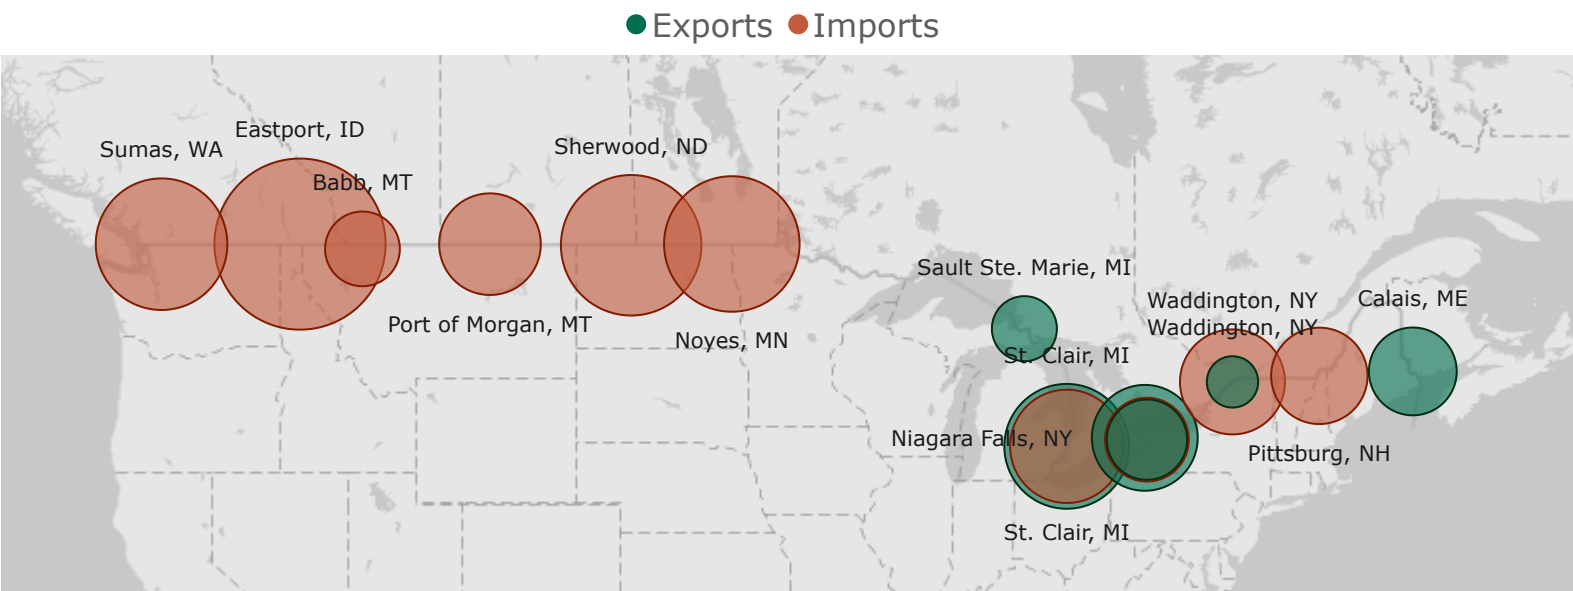 Exports Imports
Eastport, ID
Sumas, WA
Sherwood, ND
Babb, MT
Sault Ste. Marie, MI
Waddington, NY
Calais, ME
Port of Morgan, MT
Waddington, NY
Noyes, MN
St. Clair, MI
Niagara Falls, NY
Pittsburg, NH
St. Clair, MI